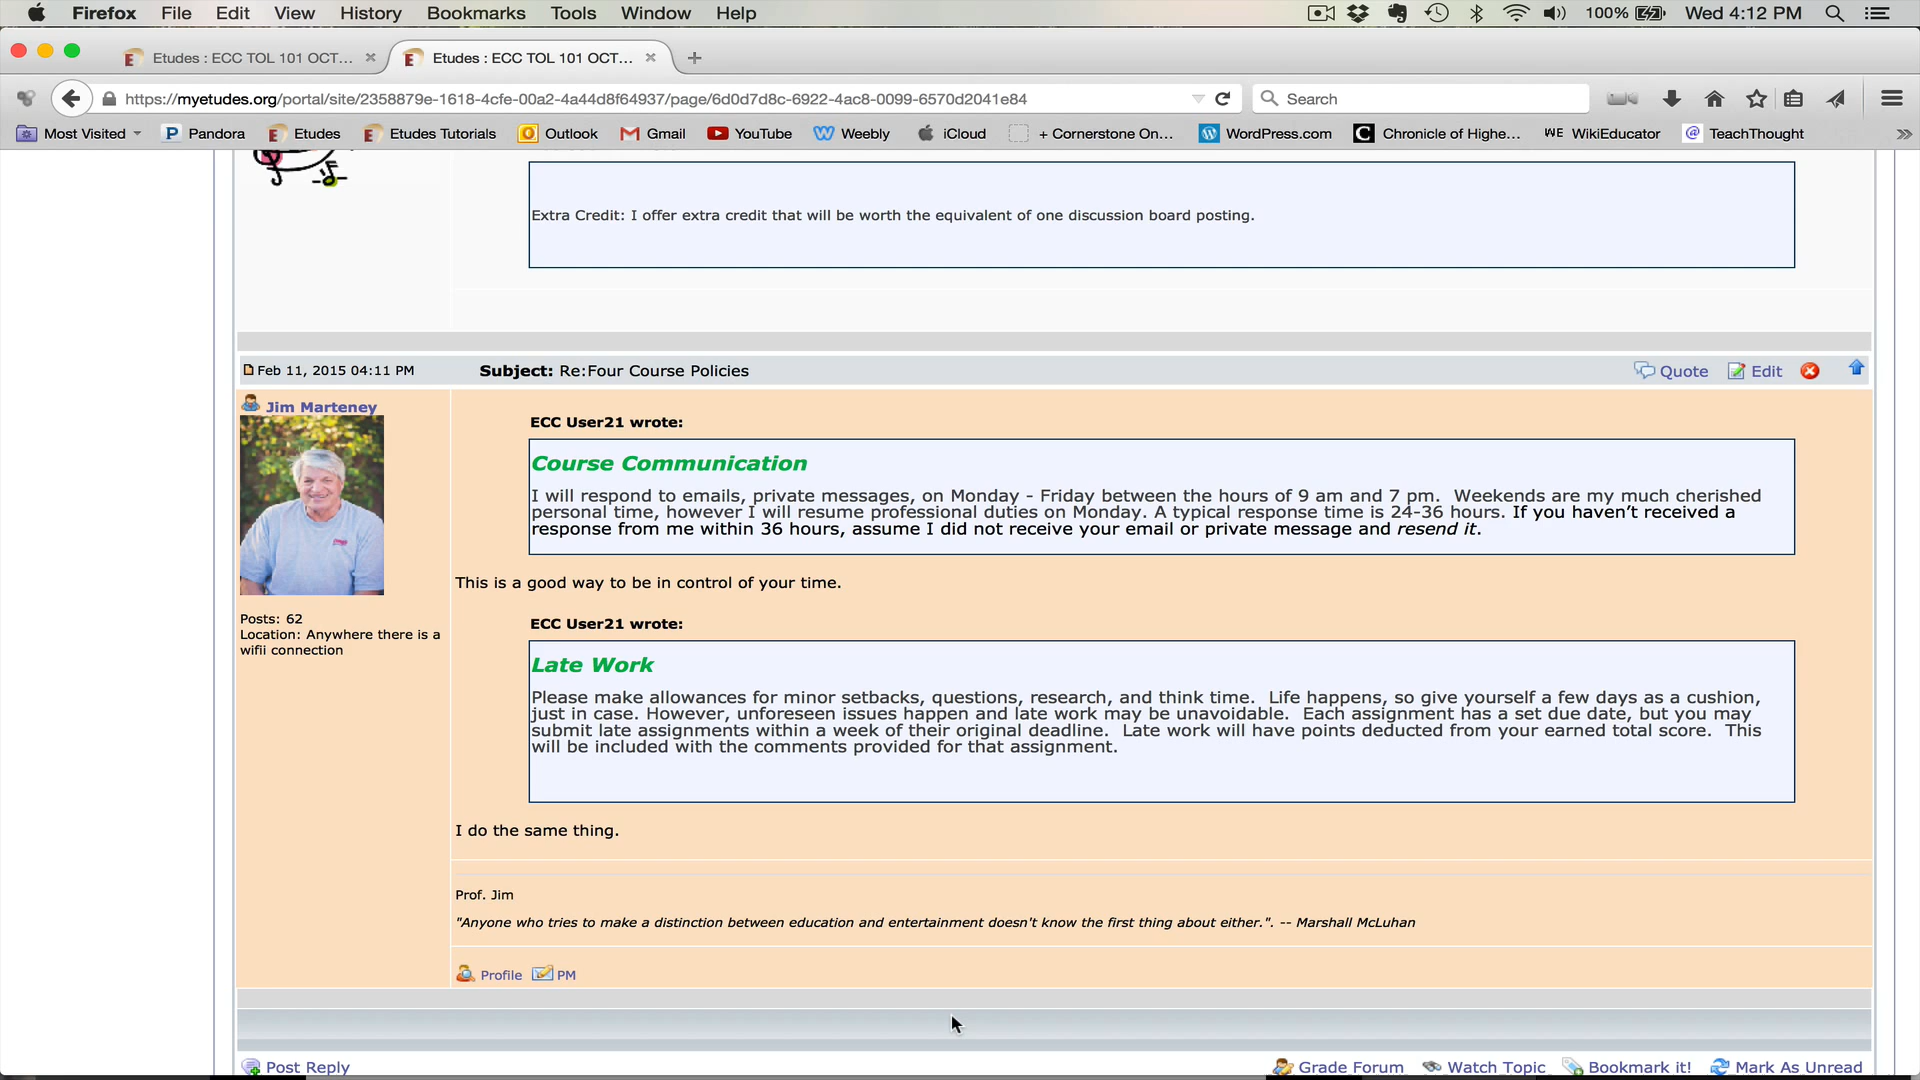 Firefox File Edit View History Bookmarks Tools Window Help 100% Wed 4:12 PM
Etudes : ECC TOL 101 OCT... Etudes : ECC TOL 101 OCT...
https://myetudes.org/portal/site/2358879e-1618-4cfe-00a2-4a44d8f64937/page/6d0d7d8c-6922-4ac8-0099-6570d2041e84 Search
Most Visited Pandora Etudes Etudes Tutorials Outlook Gmail YouTube Weebly iCloud + Cornerstone On... WordPress.com Chronicle of Highe... WE WikiEducator TeachThought
Extra Credit: I offer extra credit that will be worth the equivalent of one discussion board posting.
Feb 11, 2015 04:11 PM Subject: Re:Four Course Policies Quote Edit
Jim Marteney
Posts: 62
Location: Anywhere there is a
wifii connection
ECC User21 wrote:
Course Communication
I will respond to emails, private messages, on Monday - Friday between the hours of 9 am and 7 pm.  Weekends are my much cherished
personal time, however I will resume professional duties on Monday. A typical response time is 24-36 hours. If you haven’t received a
response from me within 36 hours, assume I did not receive your email or private message and resend it.
This is a good way to be in control of your time.
ECC User21 wrote:
Late Work
Please make allowances for minor setbacks, questions, research, and think time.  Life happens, so give yourself a few days as a cushion,
just in case. However, unforeseen issues happen and late work may be unavoidable.  Each assignment has a set due date, but you may
submit late assignments within a week of their original deadline.  Late work will have points deducted from your earned total score.  This
will be included with the comments provided for that assignment.
I do the same thing.
Prof. Jim
"Anyone who tries to make a distinction between education and entertainment doesn't know the first thing about either.". -- Marshall McLuhan
Profile PM
Post Reply Grade Forum Watch Topic Bookmark it! Mark As Unread